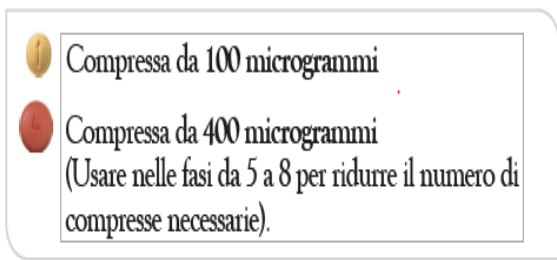 Compressa da 100 microgrammi
Compressa da 400 microgrammi
(Usare nelle fasi da 5 a 8 per ridurre il numero di
compresse necessarie).